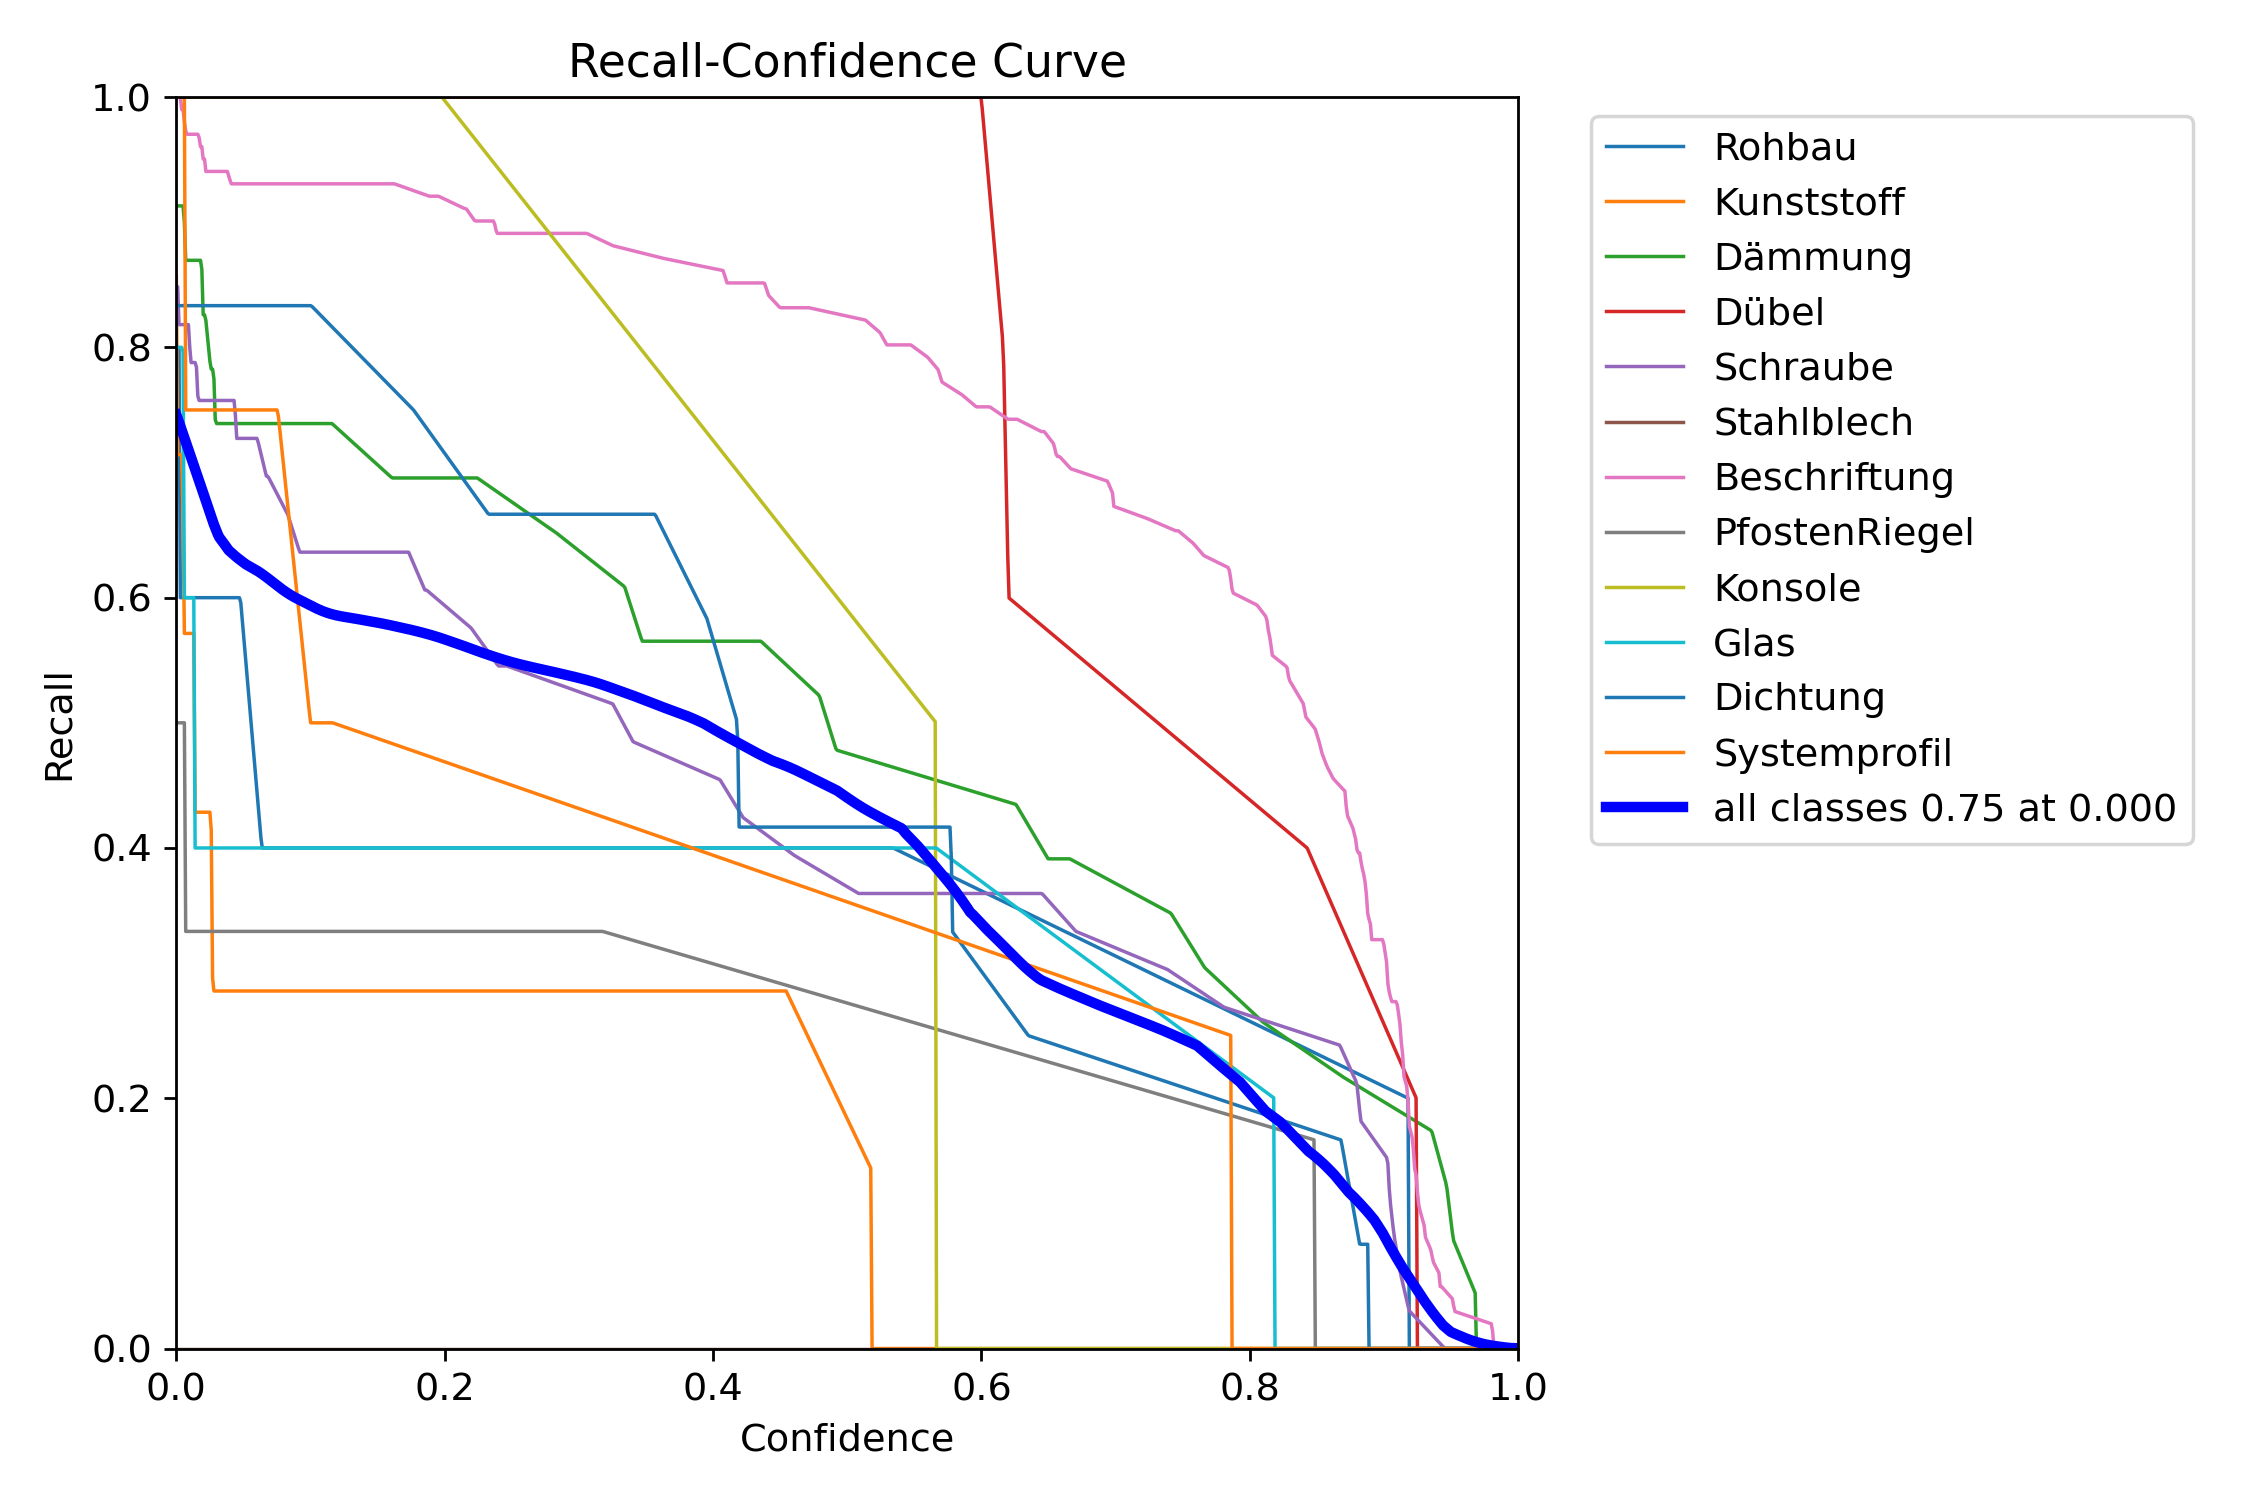 Recall-Confidence Curve
1.0
0.8
0.6
0.4
0.2
0.0
Recall
0.0 0.2 0.4 0.6 0.8 1.0
Confidence
Rohbau
Kunststoff
Dämmung
Dübel
Schraube
Stahlblech
Beschriftung
PfostenRiegel
Konsole
Glas
Dichtung
Systemprofil
all classes 0.75 at 0.000